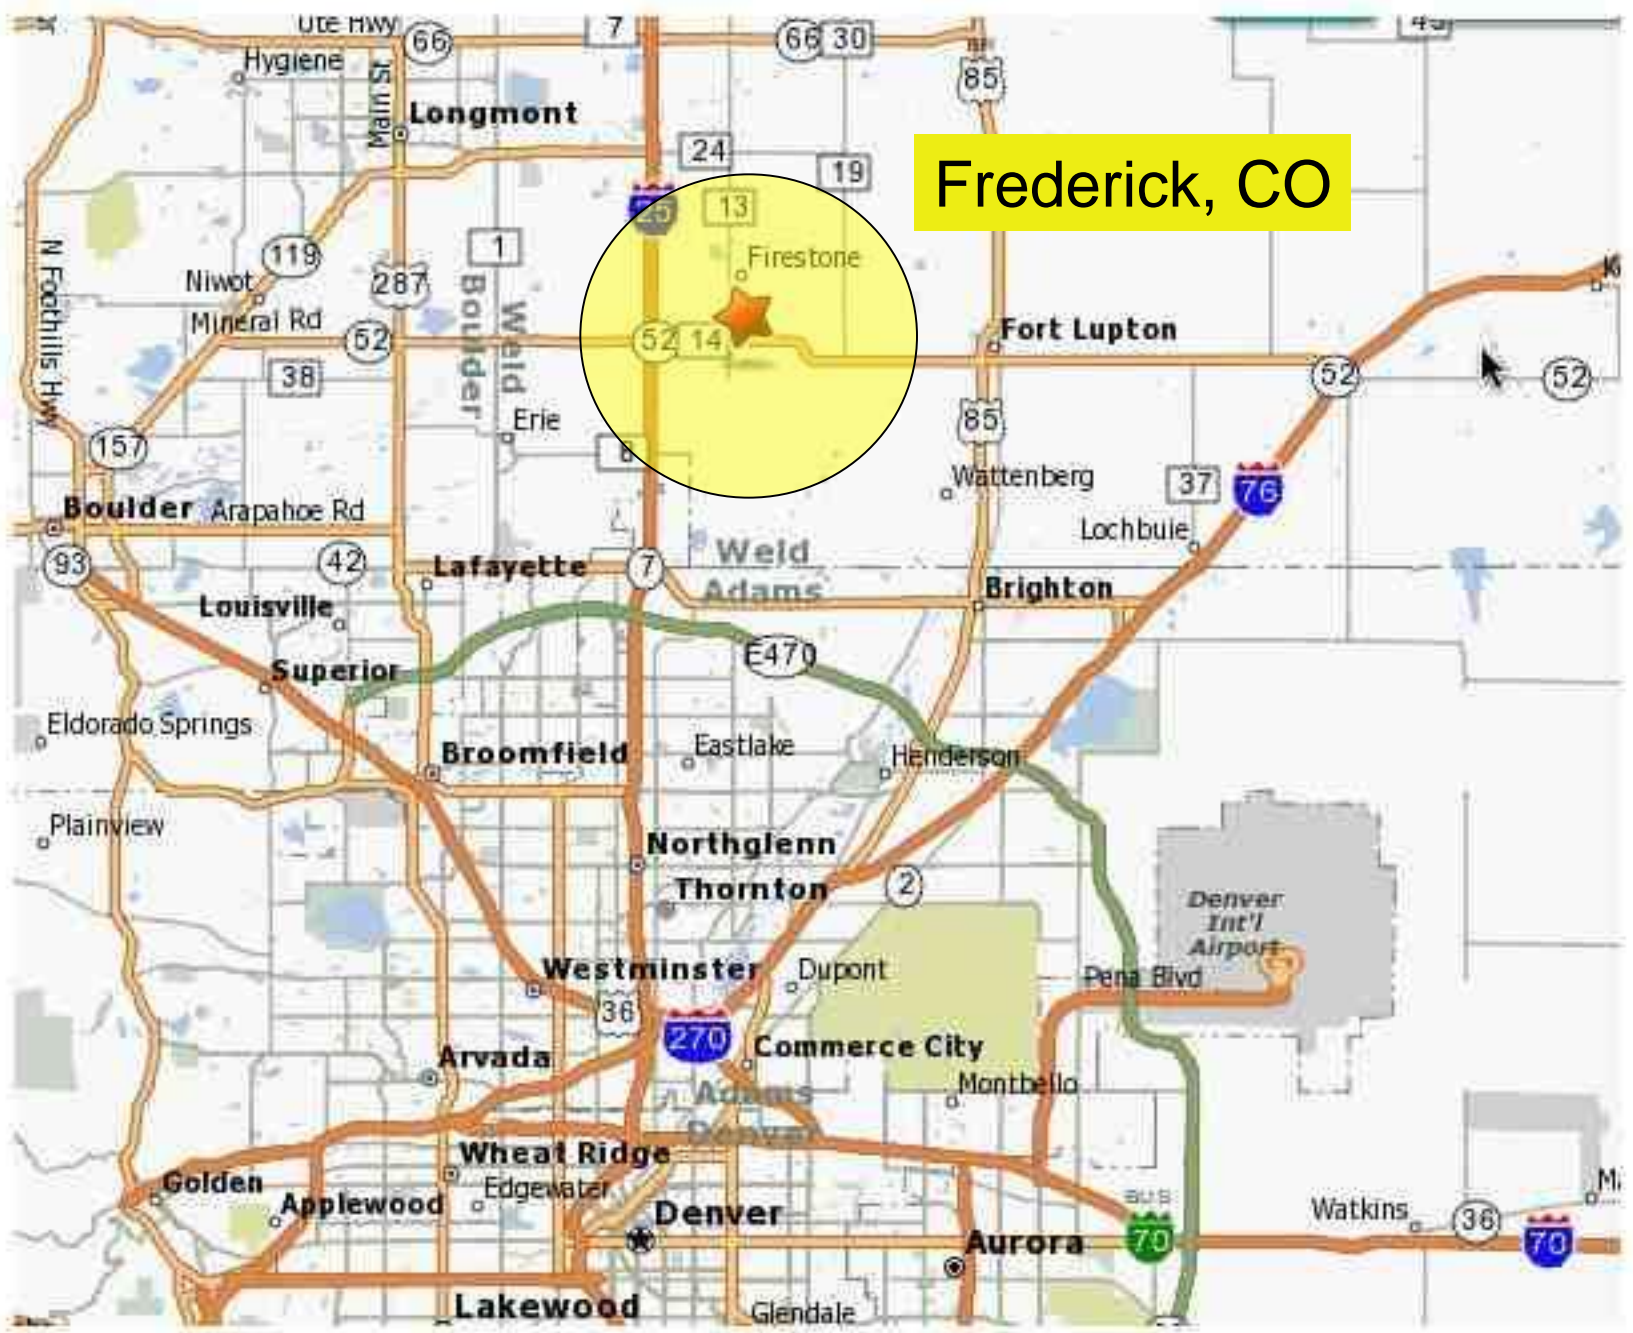 Ute Hwy
66
7
66
30
Hygiene
85
Main St
Longmont
24
19
Frederick, CO
25
13
N Foothills Hwy
119
1
Firestone
287
Niwot
Boulder
Weld
Mineral Rd
52
52
14
Fort Lupton
38
52
52
Erie
85
157
8
Wattenberg
37
76
Boulder
Arapahoe Rd
Lochbuie
93
42
Lafayette
7
Weld
Adams
Brighton
Louisville
E470
Superior
Eldorado Springs
Broomfield
Eastlake
Henderson
Plainview
Northglenn
Thornton
2
Denver
Int'l
Airport
Westminster
Dupont
Pena Blvd
36
270
Arvada
Commerce City
Montbello
Adams
Denver
Wheat Ridge
Golden
Applewood
Edgewater
BUS
Denver
Watkins
36
Aurora
70
70
Lakewood
Glendale